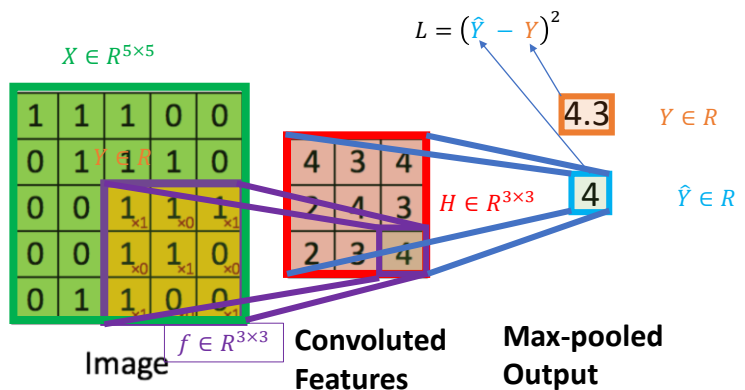 L = (Ŷ − Y)²
X ∈ R⁵ˣ⁵
4.3
Y ∈ R
1 1 1 0 0
0 1 1 1 0
Y ∈ R
0 0 1×1 1×0 1×1
0 0 1×0 1×1 0×0
0 1 1×1 0×0 0×1
4 3 4
2 4 3
2 3 4
H ∈ R³ˣ³
4
Ŷ ∈ R
f ∈ R³ˣ³
Image
Convoluted
Features
Max-pooled
Output